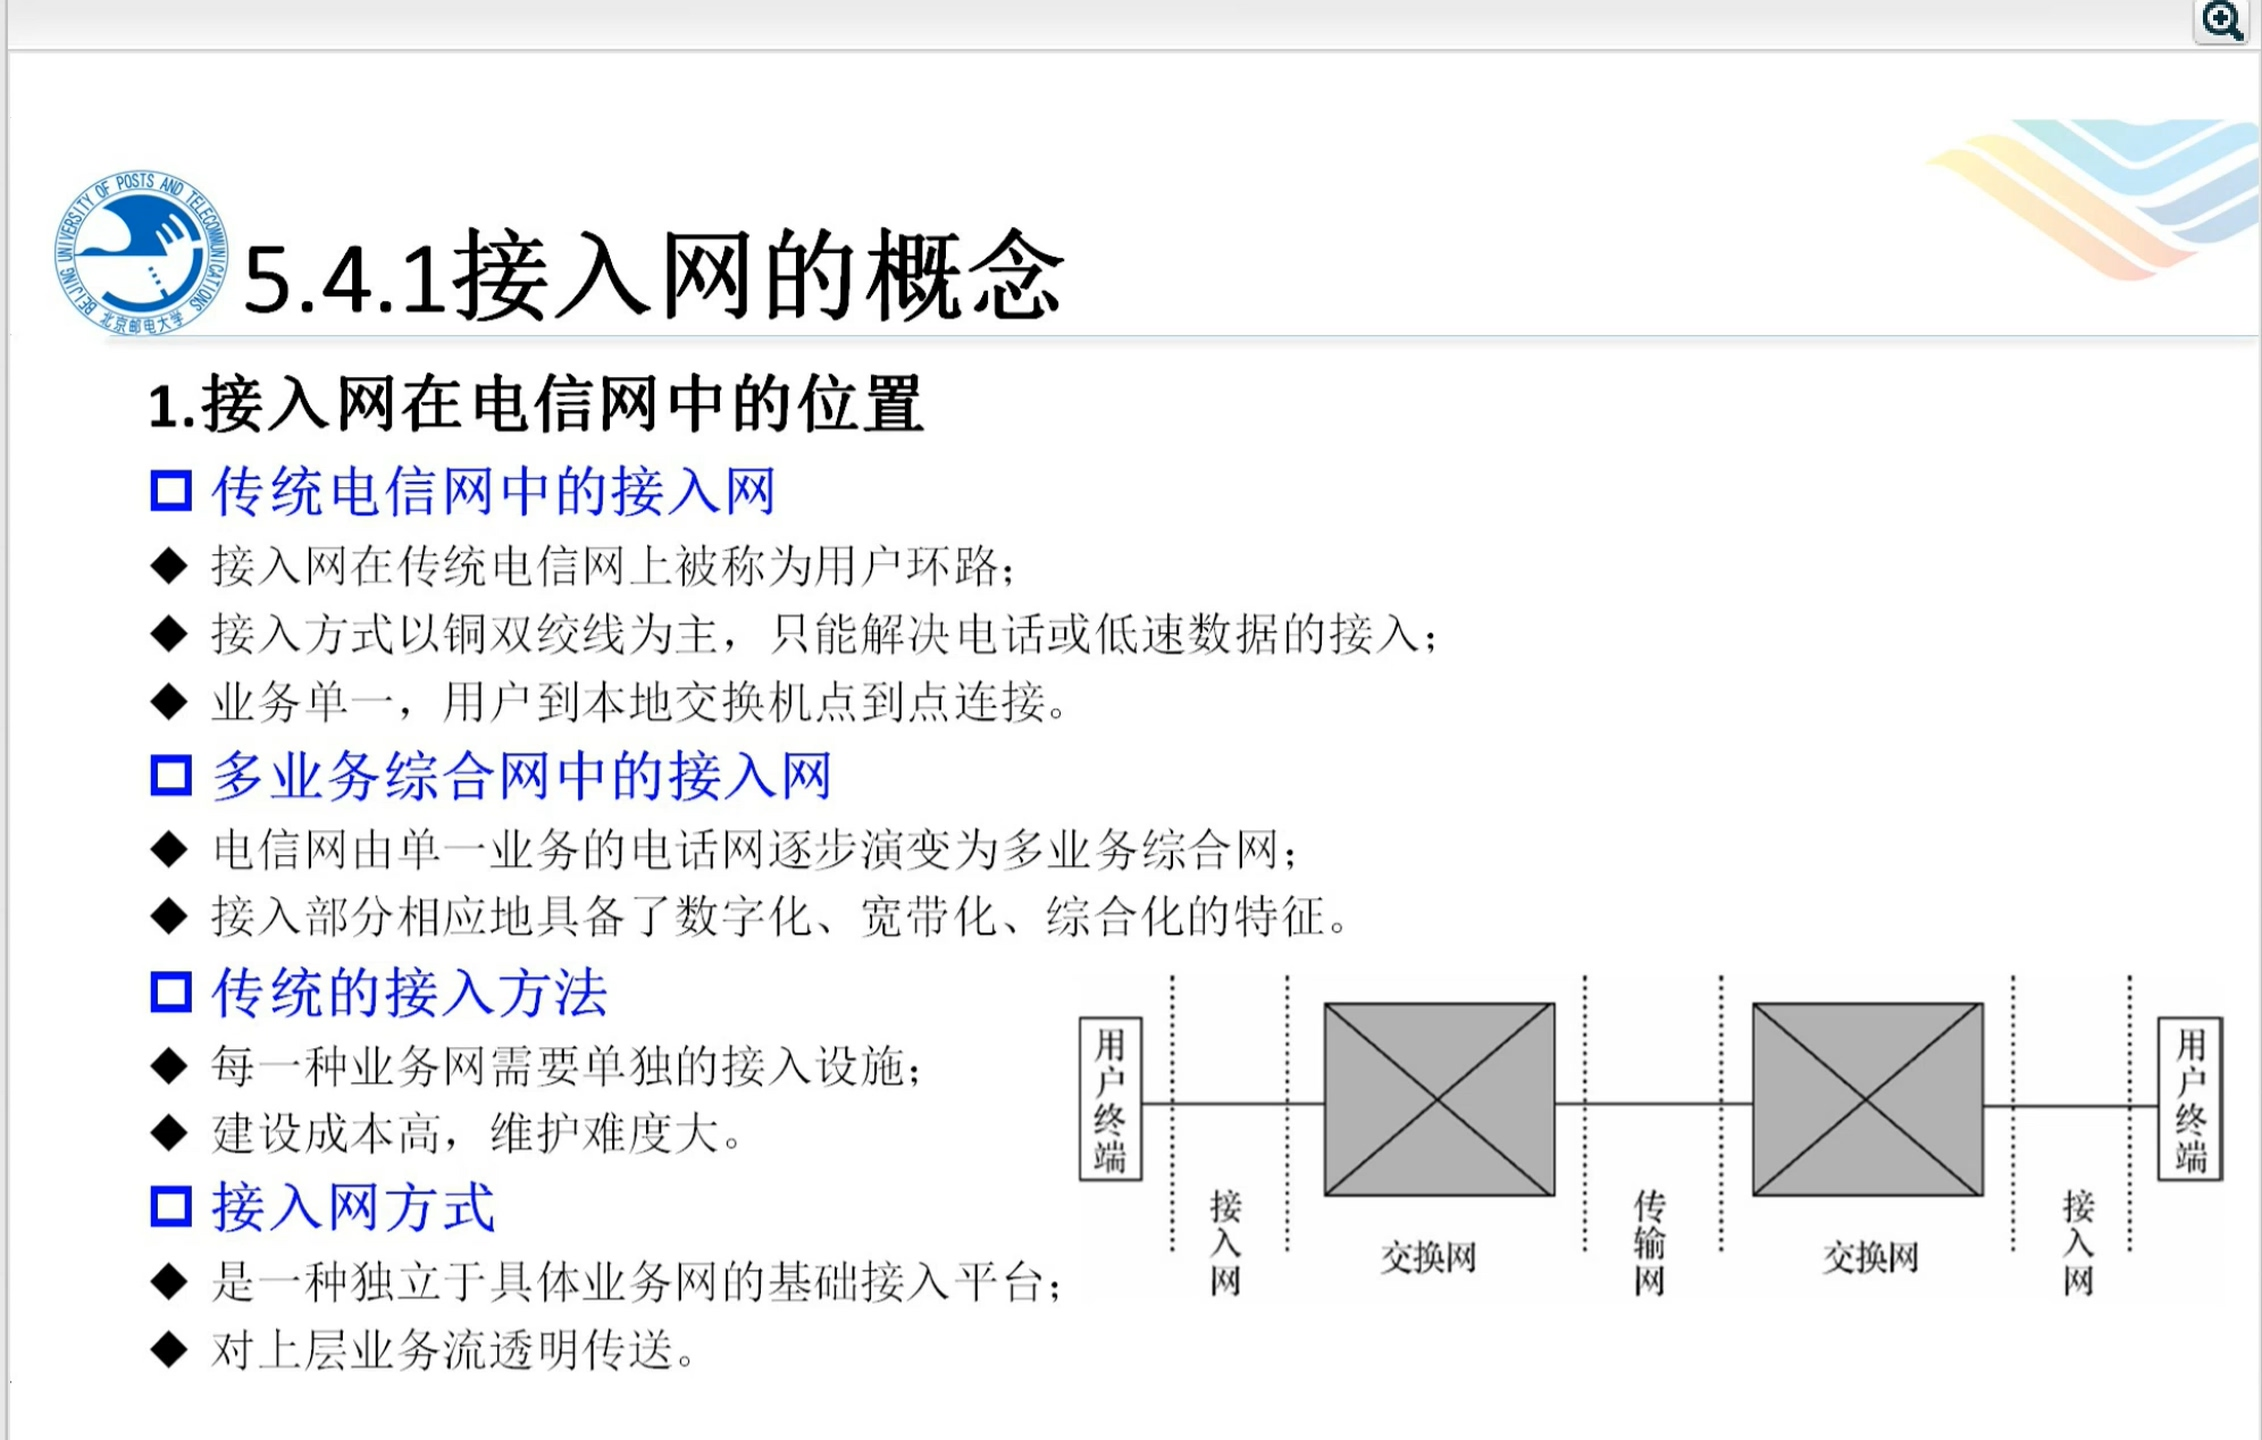 BEIJING UNIVERSITY OF POSTS AND TELECOMMUNICATIONS
北京邮电大学
5.4.1接入网的概念
1.接入网在电信网中的位置
传统电信网中的接入网
接入网在传统电信网上被称为用户环路；
接入方式以铜双绞线为主，只能解决电话或低速数据的接入；
业务单一，用户到本地交换机点到点连接。
多业务综合网中的接入网
电信网由单一业务的电话网逐步演变为多业务综合网；
接入部分相应地具备了数字化、宽带化、综合化的特征。
传统的接入方法
每一种业务网需要单独的接入设施；
建设成本高，维护难度大。
接入网方式
是一种独立于具体业务网的基础接入平台；
对上层业务流透明传送。
用户终端
接入网
交换网
传输网
交换网
接入网
用户终端